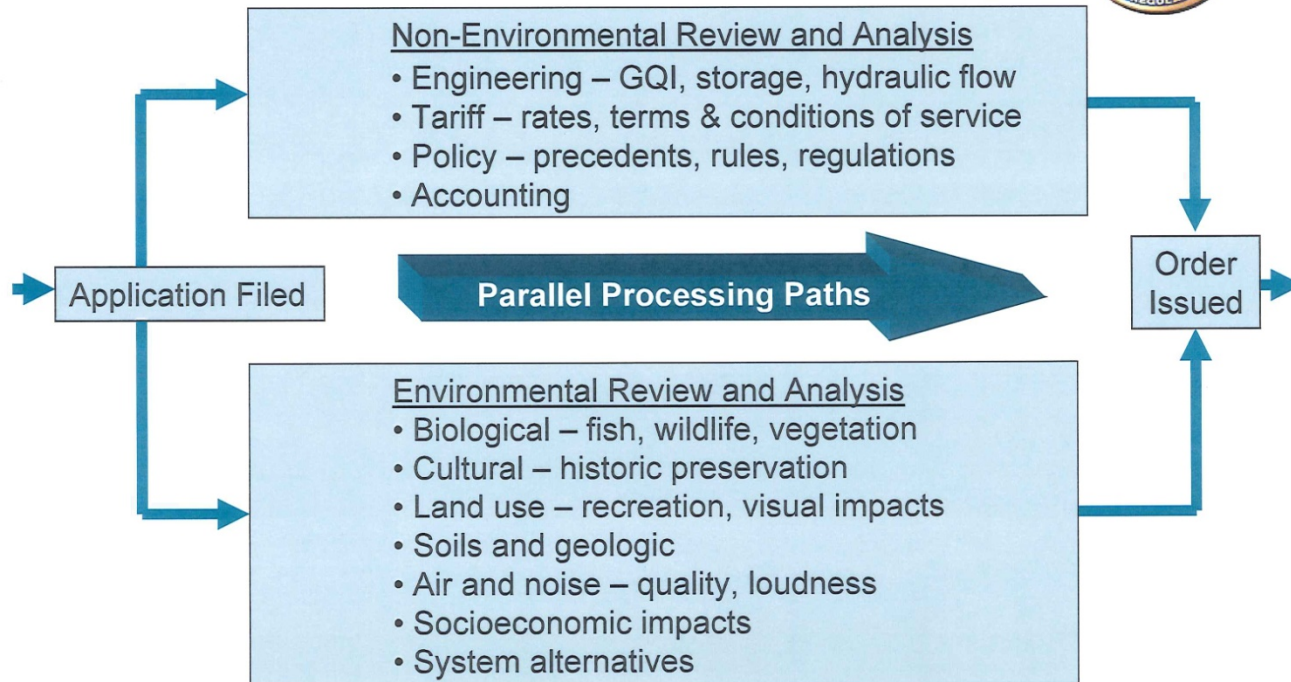 Non-Environmental Review and Analysis
• Engineering – GQI, storage, hydraulic flow
• Tariff – rates, terms & conditions of service
• Policy – precedents, rules, regulations
• Accounting
Application Filed
Parallel Processing Paths
Order
Issued
Environmental Review and Analysis
• Biological – fish, wildlife, vegetation
• Cultural – historic preservation
• Land use – recreation, visual impacts
• Soils and geologic
• Air and noise – quality, loudness
• Socioeconomic impacts
• System alternatives